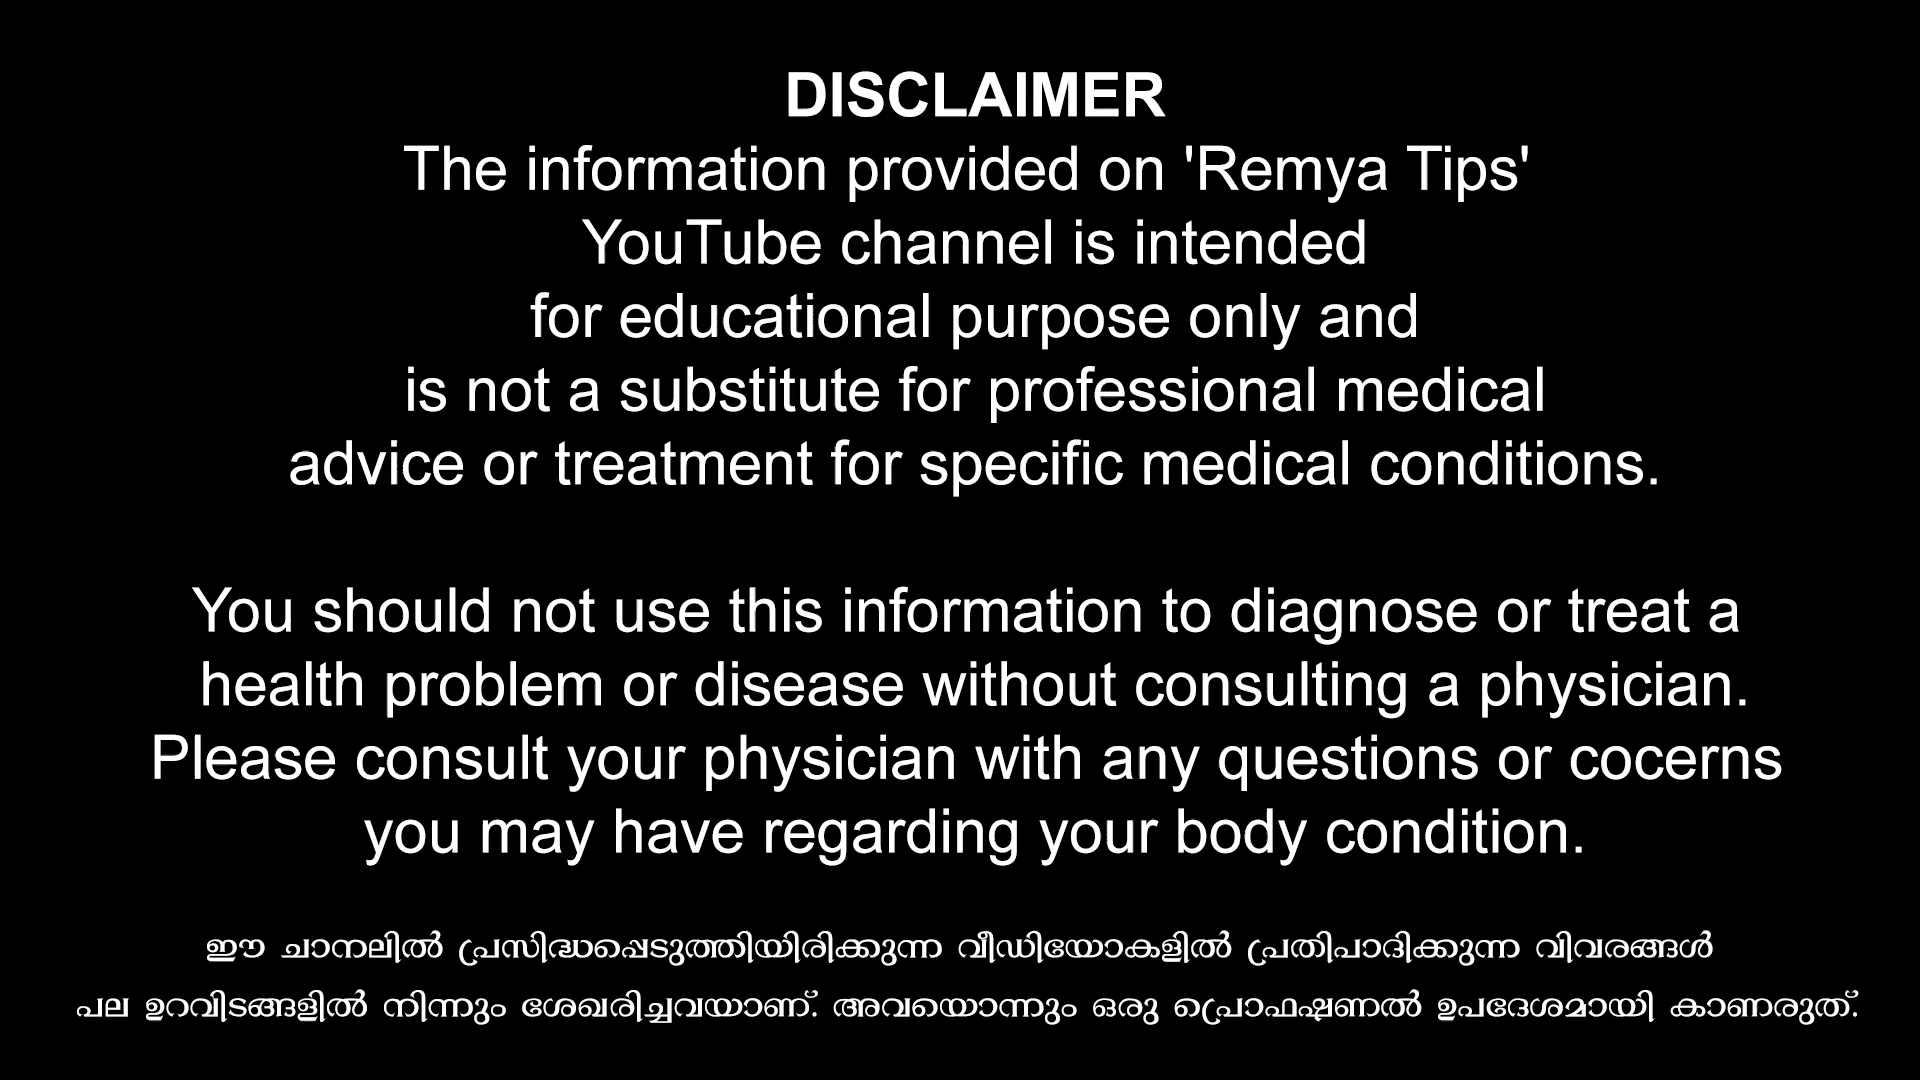 DISCLAIMER
The information provided on 'Remya Tips'
YouTube channel is intended
for educational purpose only and
is not a substitute for professional medical
advice or treatment for specific medical conditions.
You should not use this information to diagnose or treat a
health problem or disease without consulting a physician.
Please consult your physician with any questions or cocerns
you may have regarding your body condition.
ഈ ചാനലിൽ പ്രസിദ്ധപ്പെടുത്തിയിരിക്കുന്ന വീഡിയോകളിൽ പ്രതിപാദിക്കുന്ന വിവരങ്ങൾ
പല ഉറവിടങ്ങളിൽ നിന്നും ശേഖരിച്ചവയാണ്. അവയൊന്നും ഒരു പ്രൊഫഷണൽ ഉപദേശമായി കാണരുത്.